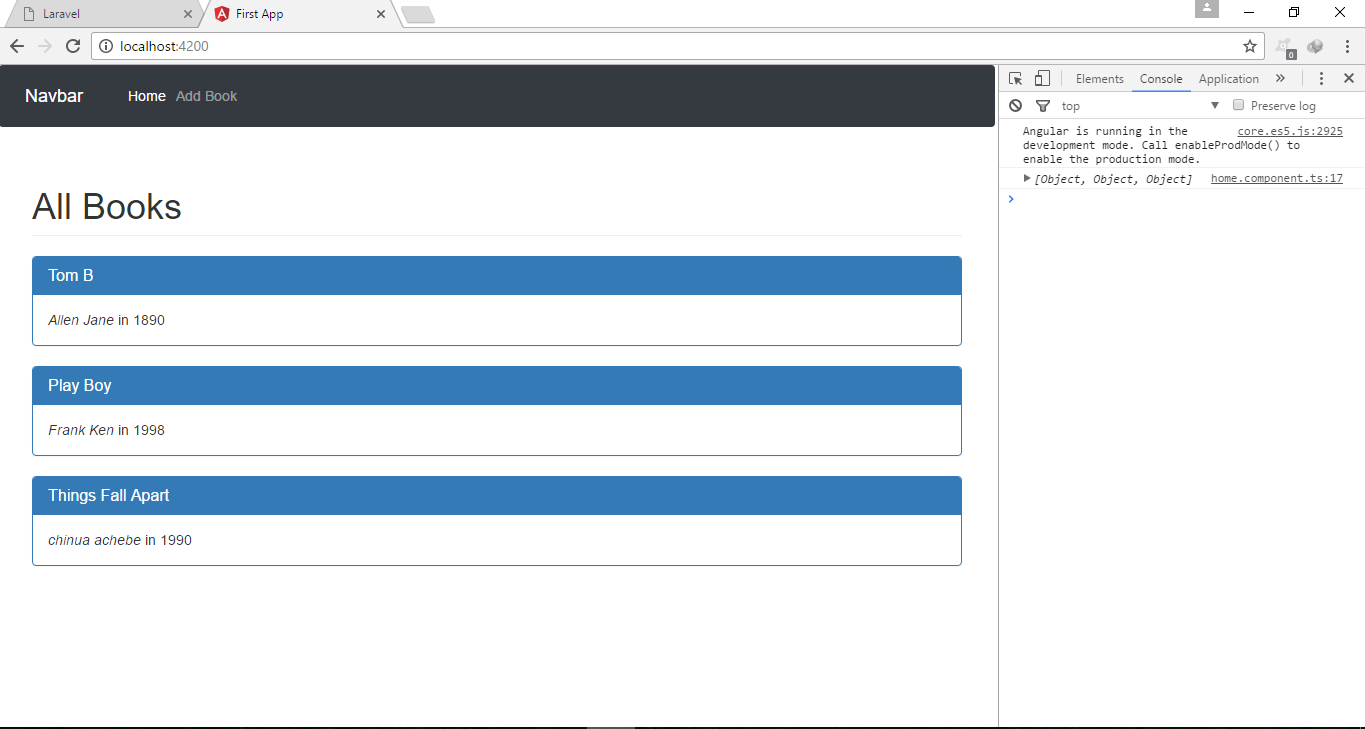 Laravel
First App
localhost:4200
0
Navbar
Home Add Book
All Books
Tom B
Allen Jane in 1890
Play Boy
Frank Ken in 1998
Things Fall Apart
chinua achebe in 1990
Elements Console Application »
top
Preserve log
Angular is running in the core.es5.js:2925
development mode. Call enableProdMode() to
enable the production mode.
[Object, Object, Object] home.component.ts:17